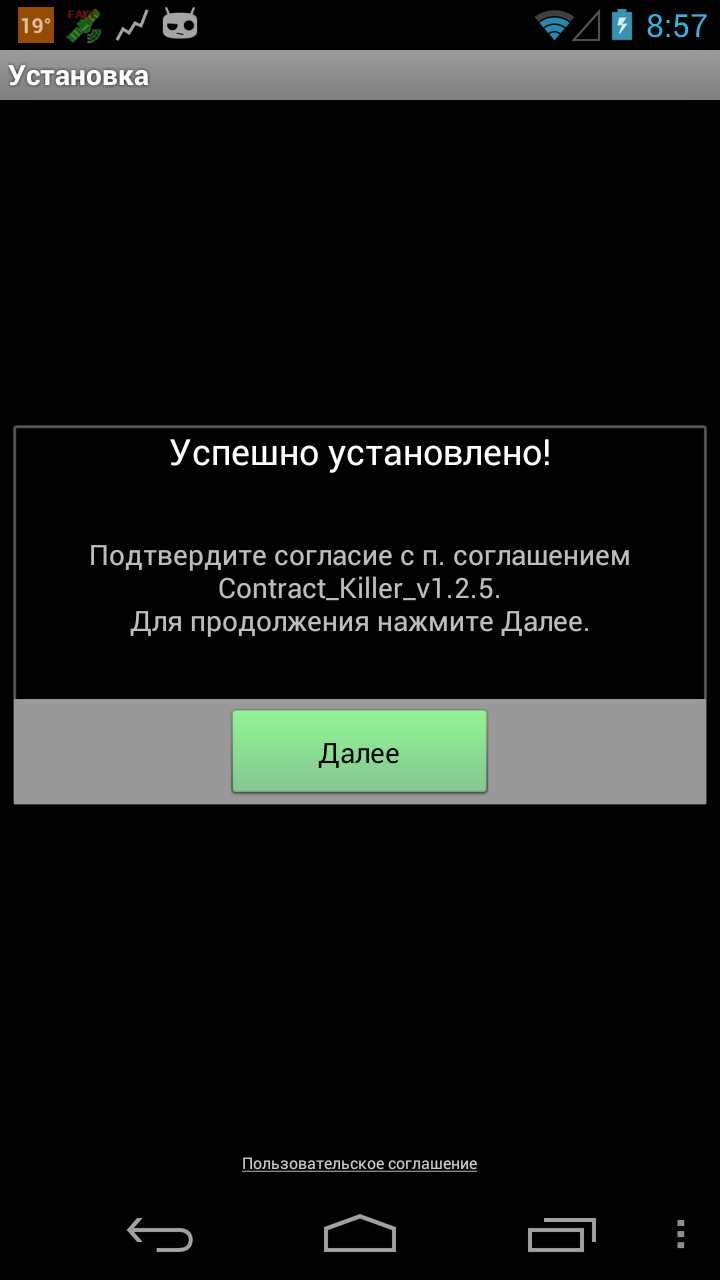 19°
FAKE
8:57
Установка
Успешно установлено!
Подтвердите согласие с п. соглашением
Contract_Killer_v1.2.5.
Для продолжения нажмите Далее.
Далее
Пользовательское соглашение